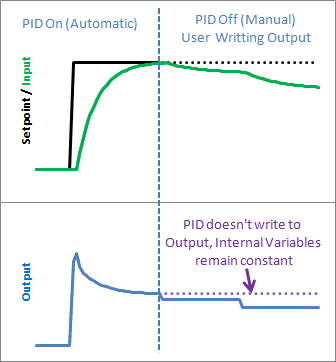 PID On (Automatic)
PID Off (Manual)
User Writting Output
Setpoint / Input
PID doesn't write to
Output, Internal Variables
remain constant
Output